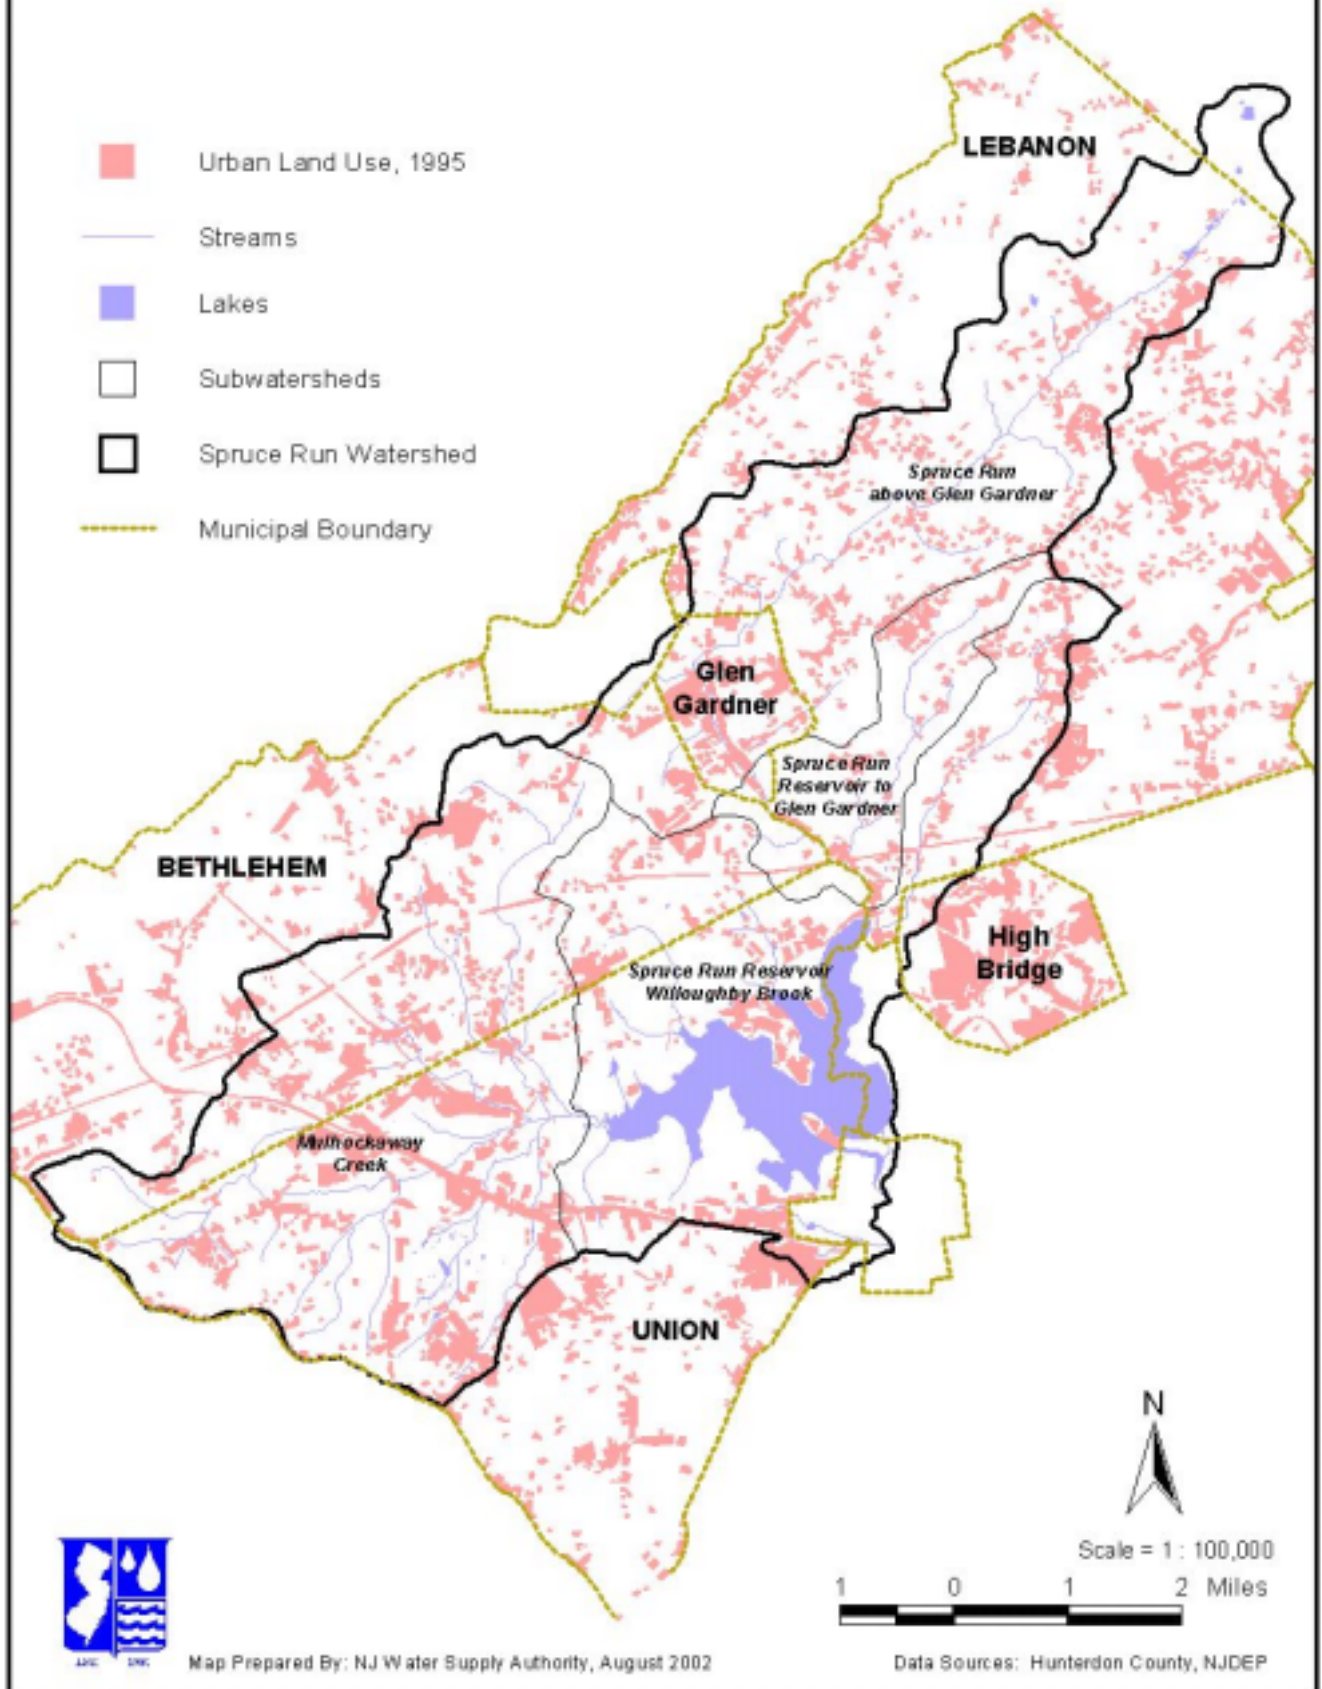 LEBANON
Urban Land Use, 1995
Streams
Lakes
Subwatersheds
Spruce Run Watershed
Municipal Boundary
Spruce Run
above Glen Gardner
Glen
Gardner
Spruce Run
Reservoir to
Glen Gardner
BETHLEHEM
High
Bridge
Spruce Run Reservoir
Willoughby Brook
Mulhockaway
Creek
UNION
N
Scale = 1 : 100,000
1 0 1 2 Miles
Map Prepared By: NJ Water Supply Authority, August 2002
Data Sources: Hunterdon County, NJDEP